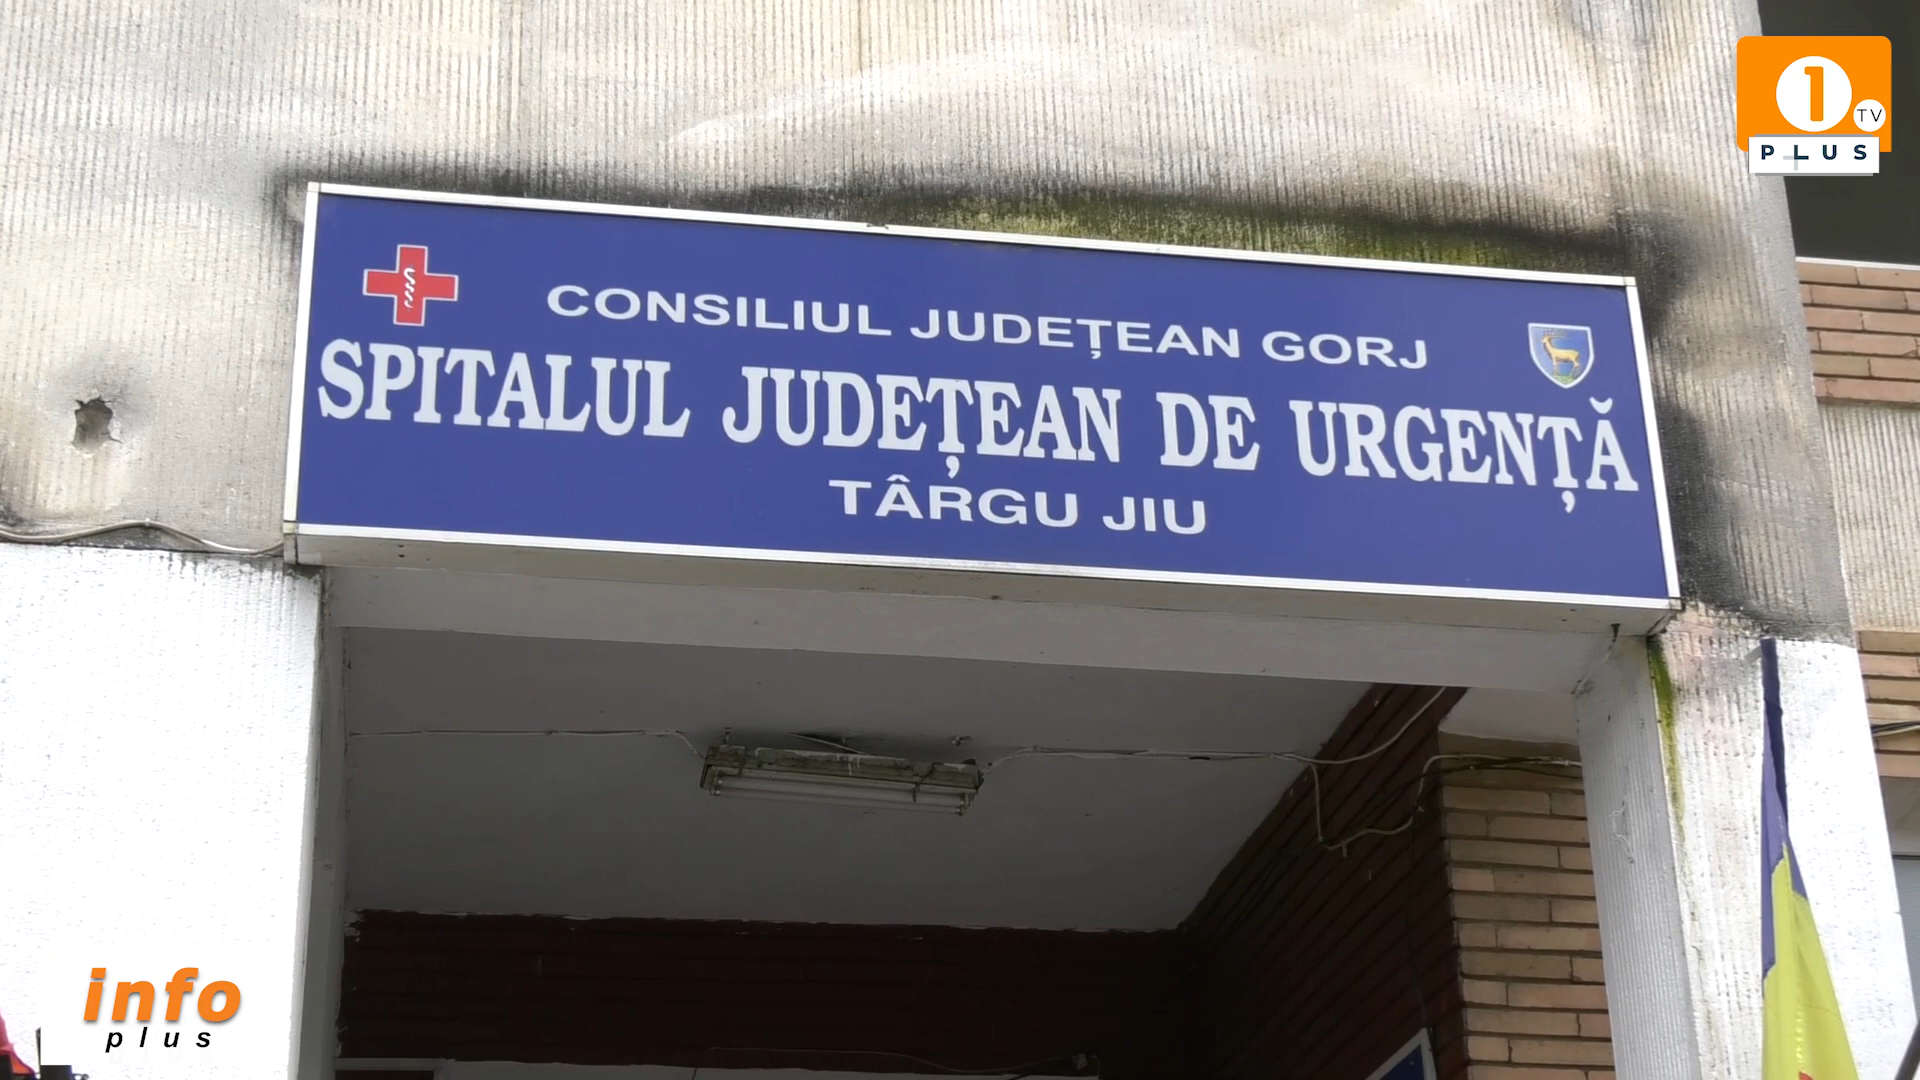 1 TV
PLUS
CONSILIUL JUDEȚEAN GORJ
SPITALUL JUDEȚEAN DE URGENȚĂ
TÂRGU JIU
info
plus